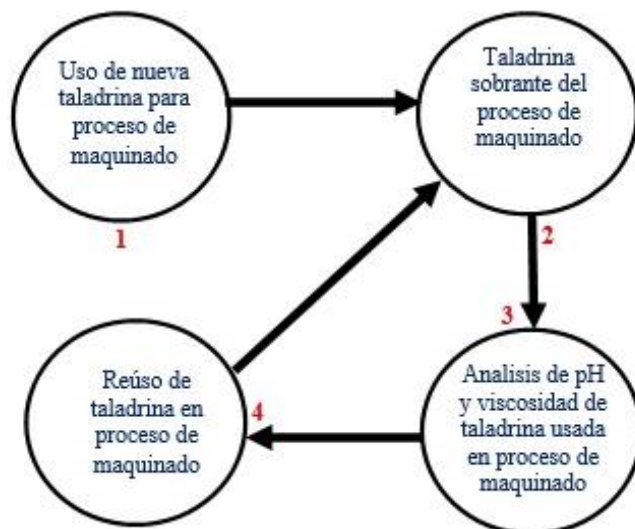 Uso de nueva
taladrina para
proceso de
maquinado
1
Taladrina
sobrante del
proceso de
maquinado
2
3
Analisis de pH
y viscosidad de
taladrina usada
en proceso de
maquinado
4
Reúso de
taladrina en
proceso de
maquinado